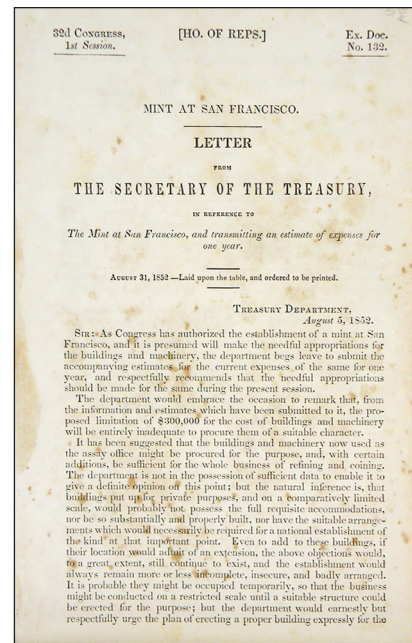 32d Congress,
1st Session.
[HO. OF REPS.]
Ex. Doc.
No. 132.
MINT AT SAN FRANCISCO.
LETTER
FROM
THE SECRETARY OF THE TREASURY,
IN REFERENCE TO
The Mint at San Francisco, and transmitting an estimate of expenses for
one year.
August 31, 1852.—Laid upon the table, and ordered to be printed.
Treasury Department,
August 5, 1852.
Sir: As Congress has authorized the establishment of a mint at San
Francisco, and it is presumed will make the needful appropriations for
the buildings and machinery, the department begs leave to submit the
accompanying estimates for the current expenses of the same for one
year, and respectfully recommends that the needful appropriations
should be made for the same during the present session.
The department would embrace the occasion to remark that, from
the information and estimates which have been submitted to it, the pro-
posed limitation of $300,000 for the cost of buildings and machinery
will be entirely inadequate to procure them of a suitable character.
It has been suggested that the buildings and machinery now used as
the assay office might be procured for the purpose, and, with certain
additions, be sufficient for the whole business of refining and coining.
The department is not in the possession of sufficient data to enable it to
give a definite opinion on this point; but the natural inference is, that
buildings put up for private purposes, and on a comparatively limited
scale, would probably not possess the full requisite accommodations,
nor be so substantially and properly built, nor have the suitable arrange-
ments which would necessarily be required for a national establishment of
the kind at that important point. Even to add to these buildings, if
their location would admit of an extension, the above objections would,
to a great extent, still continue to exist, and the establishment would
always remain more or less incomplete, insecure, and badly arranged.
It is probable they might be occupied temporarily, so that the business
might be conducted on a restricted scale until a suitable structure could
be erected for the purpose; but the department would earnestly but
respectfully urge the plan of erecting a proper building expressly for the